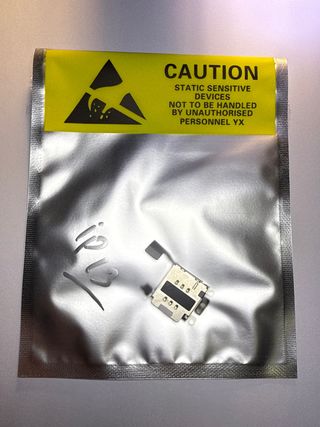 CAUTION
STATIC SENSITIVE
DEVICES
NOT TO BE HANDLED
BY UNAUTHORISED
PERSONNEL YX